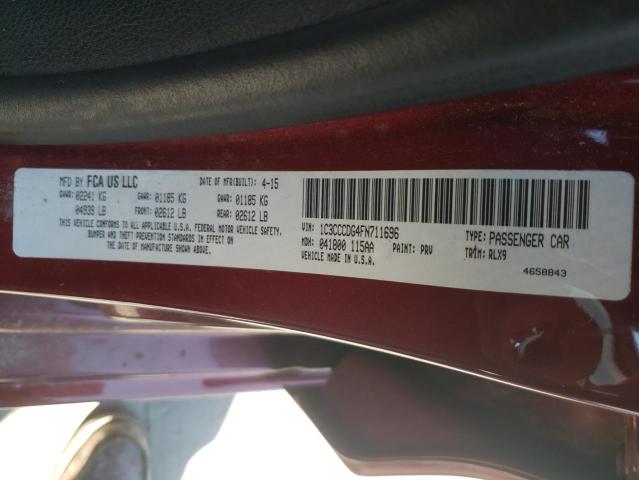 MFD BY FCA US LLC DATE OF MFR(BUILT): 4-15
GVWR: 02241 KG GAWR: 01185 KG GAWR: 01185 KG
04939 LB FRONT: 02612 LB REAR: 02612 LB
THIS VEHICLE CONFORMS TO ALL APPLICABLE U.S.A. FEDERAL MOTOR VEHICLE SAFETY,
BUMPER AND THEFT PREVENTION STANDARDS IN EFFECT ON
THE DATE OF MANUFACTURE SHOWN ABOVE.
VIN: 1C3CCCDG4FN711696 TYPE: PASSENGER CAR
MDH: 041800 115AA PAINT: PRV TRIM: RLX9
VEHICLE MADE IN U.S.A.
4658843